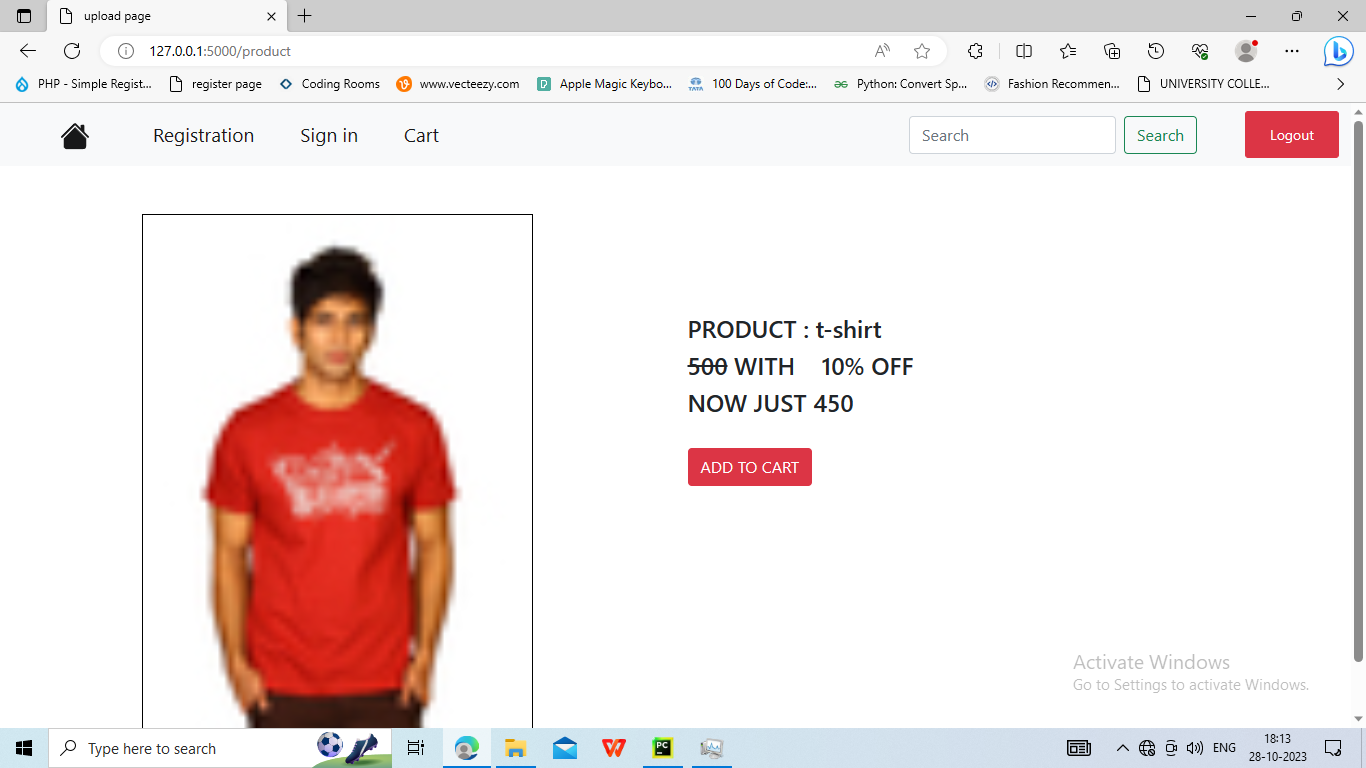 upload page
127.0.0.1:5000/product
PHP - Simple Regist... register page Coding Rooms www.vecteezy.com Apple Magic Keybo... 100 Days of Code:... Python: Convert Sp... Fashion Recommen... UNIVERSITY COLLE...
Registration Sign in Cart Search Search Logout
PRODUCT : t-shirt
500 WITH 10% OFF
NOW JUST 450
ADD TO CART
Activate Windows
Go to Settings to activate Windows.
Type here to search
ENG
18:13
28-10-2023